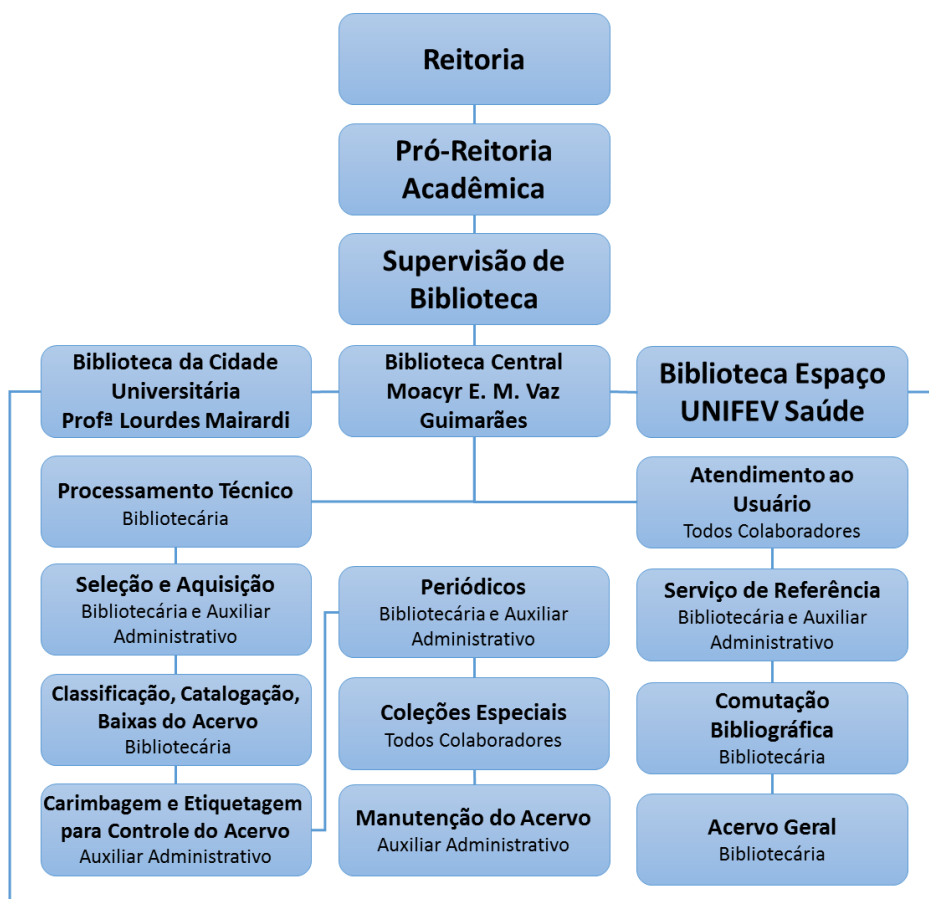 Reitoria
Pró-Reitoria
Acadêmica
Supervisão de
Biblioteca
Biblioteca da Cidade
Universitária
Profª Lourdes Mairardi
Biblioteca Central
Moacyr E. M. Vaz
Guimarães
Biblioteca Espaço
UNIFEV Saúde
Processamento Técnico
Bibliotecária
Seleção e Aquisição
Bibliotecária e Auxiliar
Administrativo
Classificação, Catalogação,
Baixas do Acervo
Bibliotecária
Carimbagem e Etiquetagem
para Controle do Acervo
Auxiliar Administrativo
Periódicos
Bibliotecária e Auxiliar
Administrativo
Coleções Especiais
Todos Colaboradores
Manutenção do Acervo
Auxiliar Administrativo
Atendimento ao
Usuário
Todos Colaboradores
Serviço de Referência
Bibliotecária e Auxiliar
Administrativo
Comutação
Bibliográfica
Bibliotecária
Acervo Geral
Bibliotecária